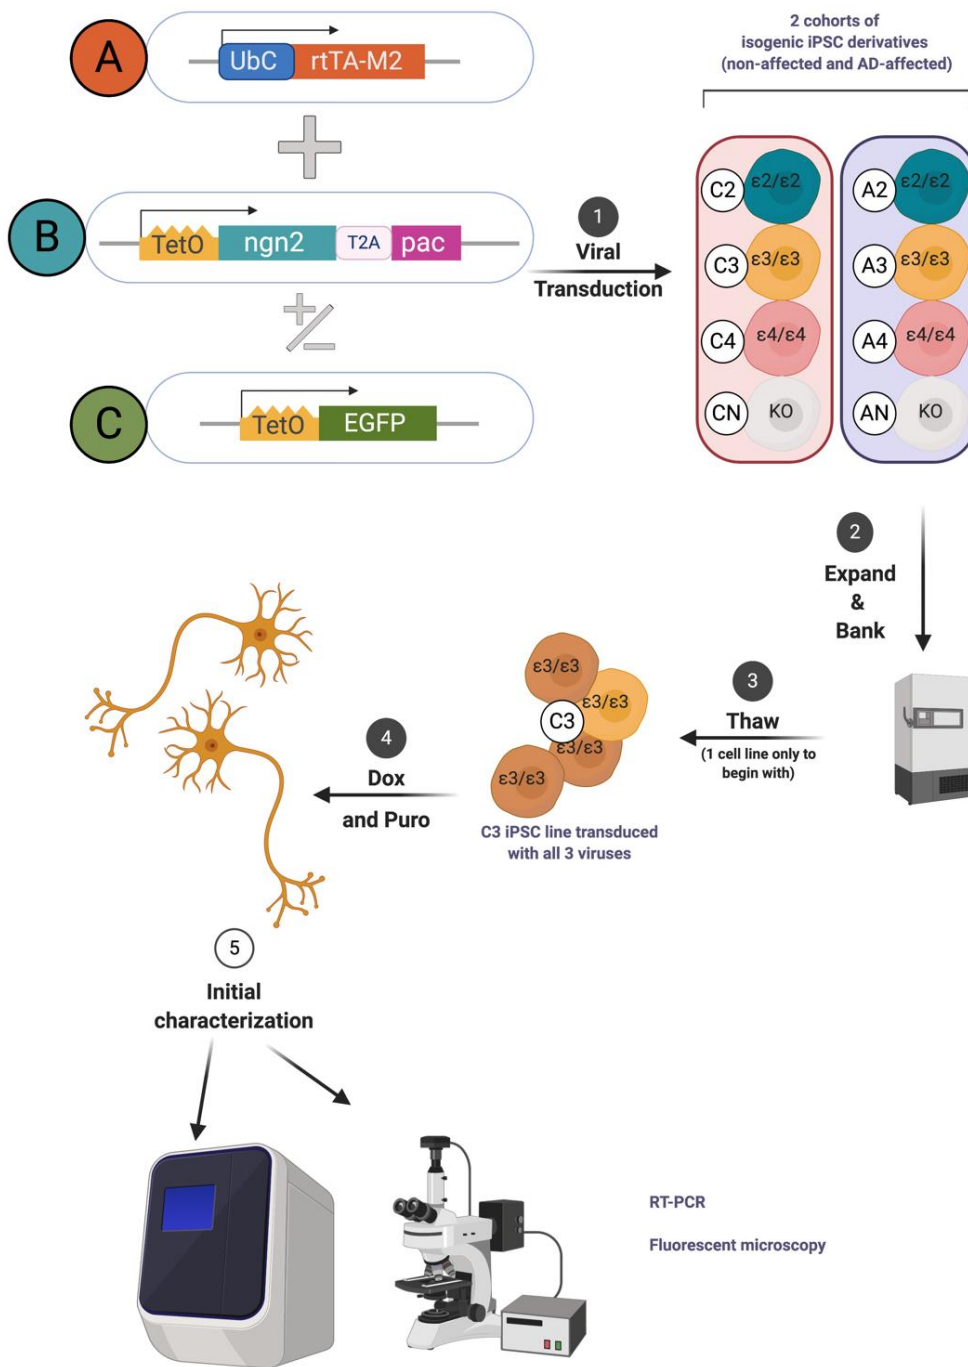 A
UbC
rtTA-M2
B
TetO
ngn2
T2A
pac
C
TetO
EGFP
1
Viral
Transduction
2 cohorts of
isogenic iPSC derivatives
(non-affected and AD-affected)
C2
ε2/ε2
A2
ε2/ε2
C3
ε3/ε3
A3
ε3/ε3
C4
ε4/ε4
A4
ε4/ε4
CN
KO
AN
KO
2
Expand
&
Bank
3
Thaw
(1 cell line only to
begin with)
ε3/ε3
ε3/ε3
C3
ε3/ε3
ε3/ε3
C3 iPSC line transduced
with all 3 viruses
4
Dox
and Puro
5
Initial
characterization
RT-PCR
Fluorescent microscopy